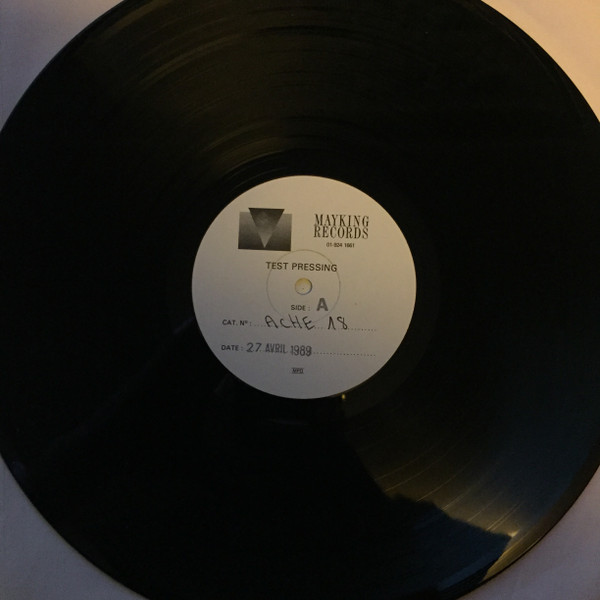 MAYKING
RECORDS
01-924 1661
TEST PRESSING
SIDE : A
CAT. Nº : ACHE 18
DATE : 27 AVRIL 1989